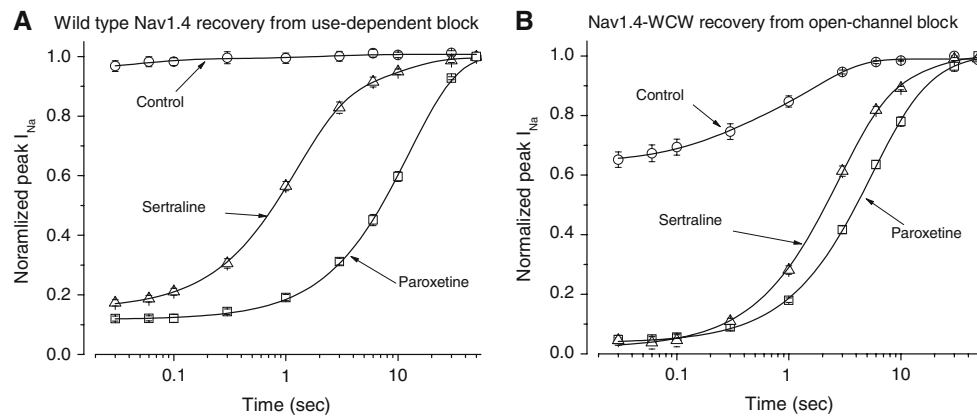 A
Wild type Nav1.4 recovery from use-dependent block
Noramlized peak I_Na
1.0
0.8
0.6
0.4
0.2
0.0
Control
Sertraline
Paroxetine
0.1
1
10
Time (sec)
B
Nav1.4-WCW recovery from open-channel block
Normalized peak I_Na
1.0
0.8
0.6
0.4
0.2
0.0
Control
Sertraline
Paroxetine
0.1
1
10
Time (sec)